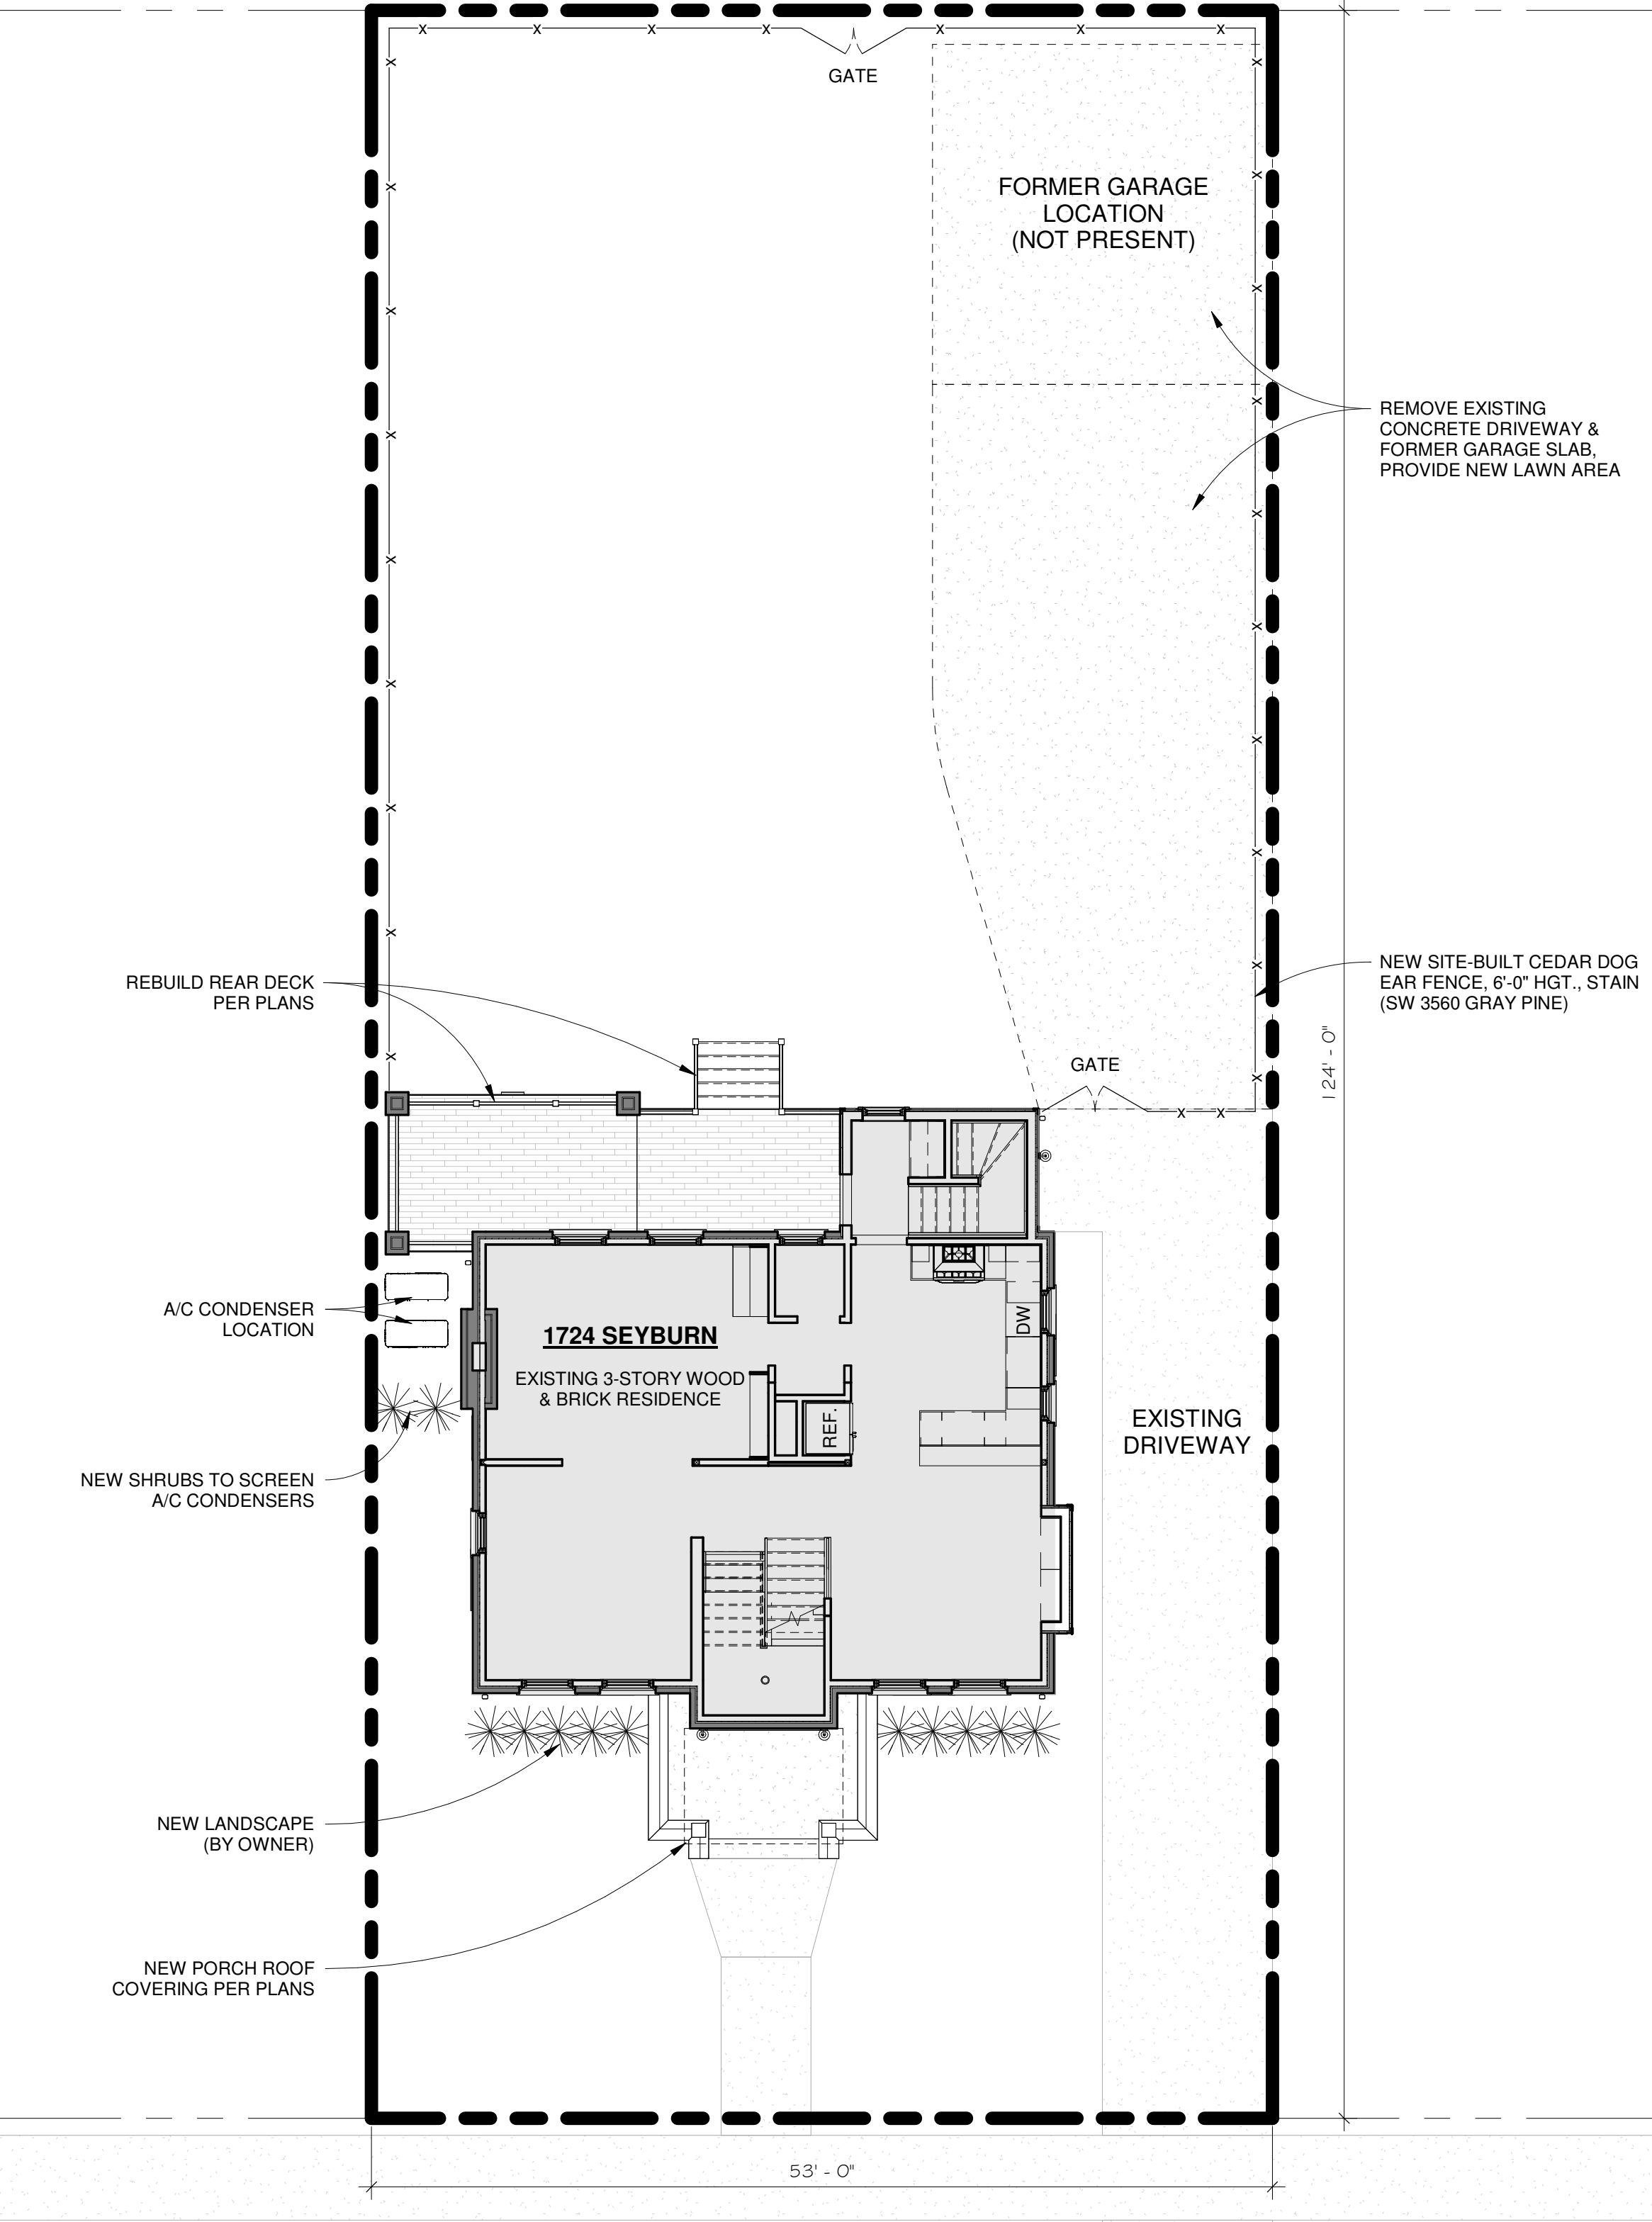 GATE
FORMER GARAGE
LOCATION
(NOT PRESENT)
REMOVE EXISTING
CONCRETE DRIVEWAY &
FORMER GARAGE SLAB,
PROVIDE NEW LAWN AREA
REBUILD REAR DECK
PER PLANS
NEW SITE-BUILT CEDAR DOG
EAR FENCE, 6'-0" HGT., STAIN
(SW 3560 GRAY PINE)
124' - 0"
GATE
A/C CONDENSER
LOCATION
1724 SEYBURN
EXISTING 3-STORY WOOD
& BRICK RESIDENCE
DW
REF.
EXISTING
DRIVEWAY
NEW SHRUBS TO SCREEN
A/C CONDENSERS
NEW LANDSCAPE
(BY OWNER)
NEW PORCH ROOF
COVERING PER PLANS
53' - 0"